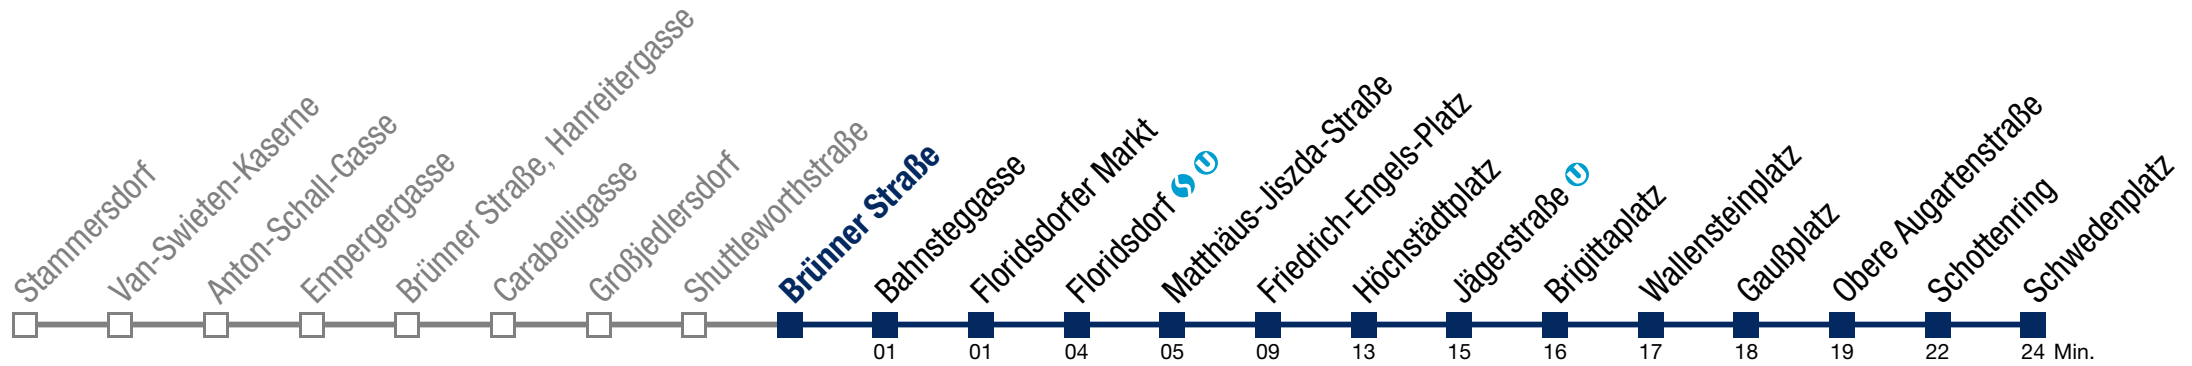 Stammersdorf
Van-Swieten-Kaserne
Anton-Schall-Gasse
Empergergasse
Brünner Straße, Hanreitergasse
Carabelligasse
Großjedlersdorf
Shuttleworthstraße
Brünner Straße
Bahnsteggasse
Floridsdorfer Markt
Floridsdorf S U
Matthäus-Jiszda-Straße
Friedrich-Engels-Platz
Höchstädtplatz
Jägerstraße U
Brigittaplatz
Wallensteinplatz
Gaußplatz
Obere Augartenstraße
Schottenring
Schwedenplatz
01 01 04 05 09 13 15 16 17 18 19 22 24 Min.